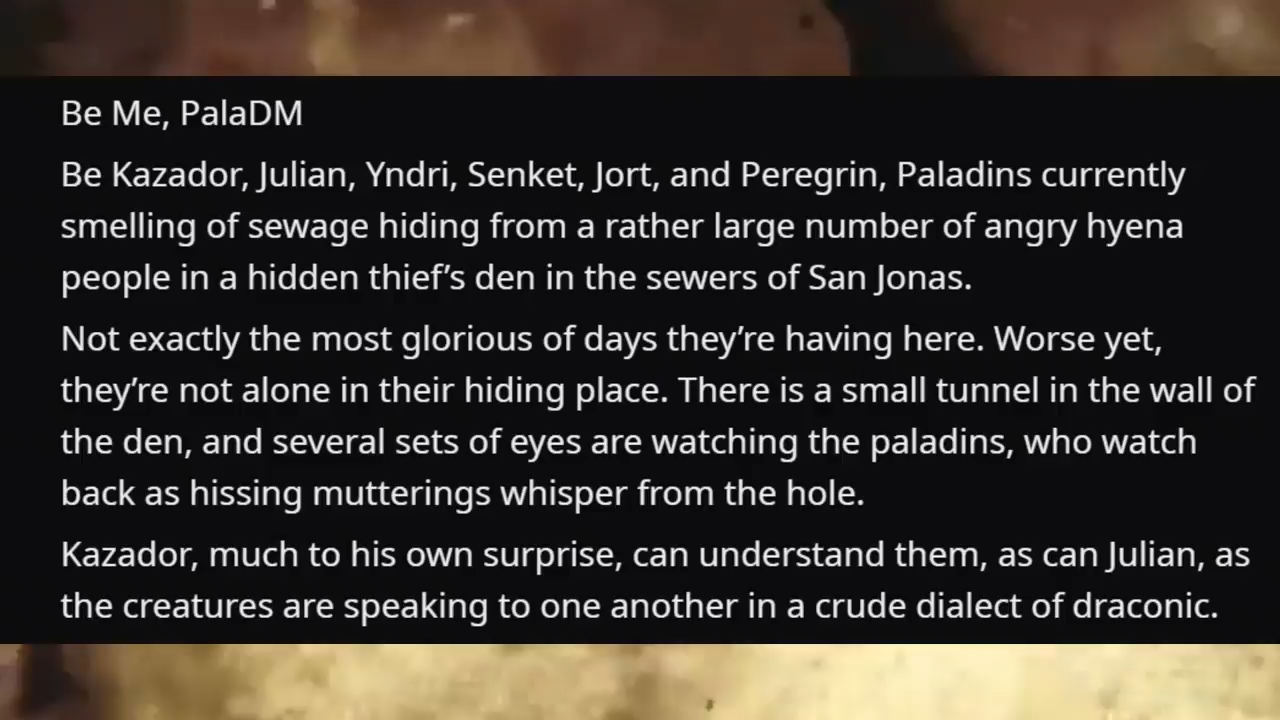 Be Me, PalaDM
Be Kazador, Julian, Yndri, Senket, Jort, and Peregrin, Paladins currently
smelling of sewage hiding from a rather large number of angry hyena
people in a hidden thief’s den in the sewers of San Jonas.
Not exactly the most glorious of days they’re having here. Worse yet,
they’re not alone in their hiding place. There is a small tunnel in the wall of
the den, and several sets of eyes are watching the paladins, who watch
back as hissing mutterings whisper from the hole.
Kazador, much to his own surprise, can understand them, as can Julian, as
the creatures are speaking to one another in a crude dialect of draconic.